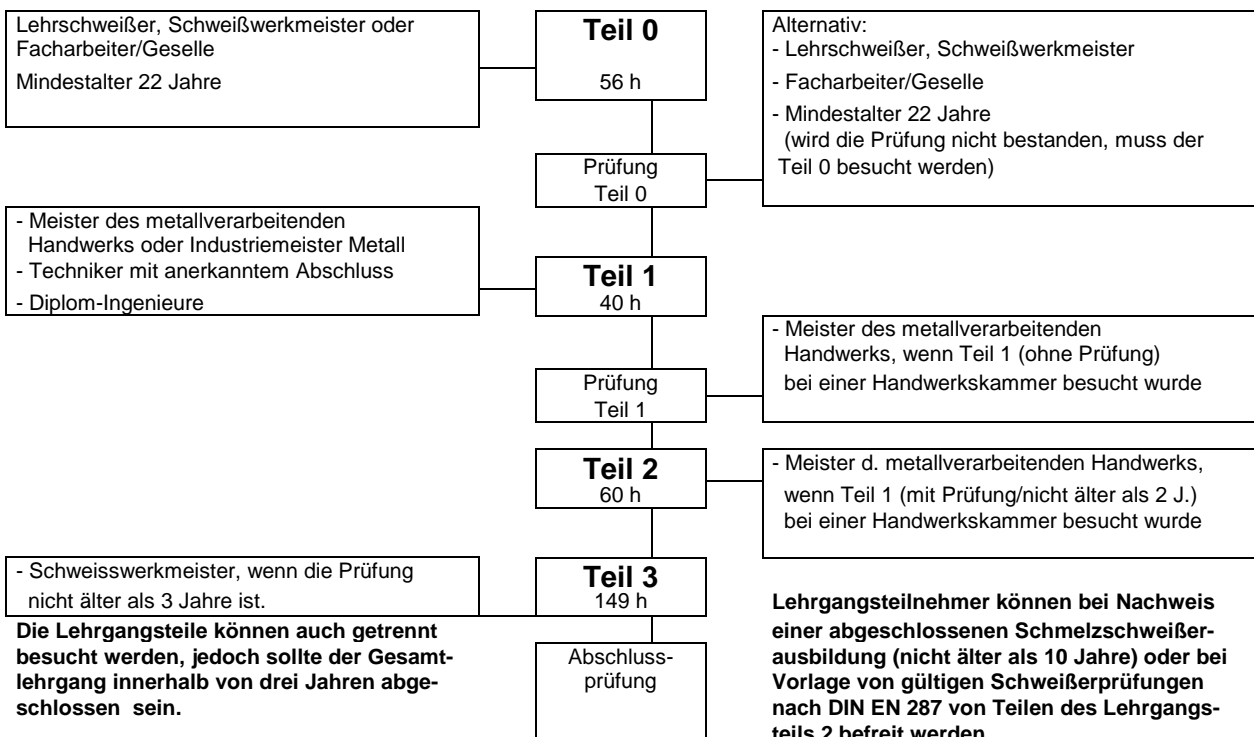 Lehrschweißer, Schweißwerkmeister oder
Facharbeiter/Geselle
Mindestalter 22 Jahre
Teil 0
56 h
Alternativ:
- Lehrschweißer, Schweißwerkmeister
- Facharbeiter/Geselle
- Mindestalter 22 Jahre
(wird die Prüfung nicht bestanden, muss der
Teil 0 besucht werden)
Prüfung
Teil 0
- Meister des metallverarbeitenden
Handwerks oder Industriemeister Metall
- Techniker mit anerkanntem Abschluss
- Diplom-Ingenieure
Teil 1
40 h
- Meister des metallverarbeitenden
Handwerks, wenn Teil 1 (ohne Prüfung)
bei einer Handwerkskammer besucht wurde
Prüfung
Teil 1
Teil 2
60 h
- Meister d. metallverarbeitenden Handwerks,
wenn Teil 1 (mit Prüfung/nicht älter als 2 J.)
bei einer Handwerkskammer besucht wurde
- Schweisswerkmeister, wenn die Prüfung
nicht älter als 3 Jahre ist.
Teil 3
149 h
Die Lehrgangsteile können auch getrennt
besucht werden, jedoch sollte der Gesamt-
lehrgang innerhalb von drei Jahren abge-
schlossen sein.
Abschluss-
prüfung
Lehrgangsteilnehmer können bei Nachweis
einer abgeschlossenen Schmelzschweißer-
ausbildung (nicht älter als 10 Jahre) oder bei
Vorlage von gültigen Schweißerprüfungen
nach DIN EN 287 von Teilen des Lehrgangs-
teils 2 befreit werden